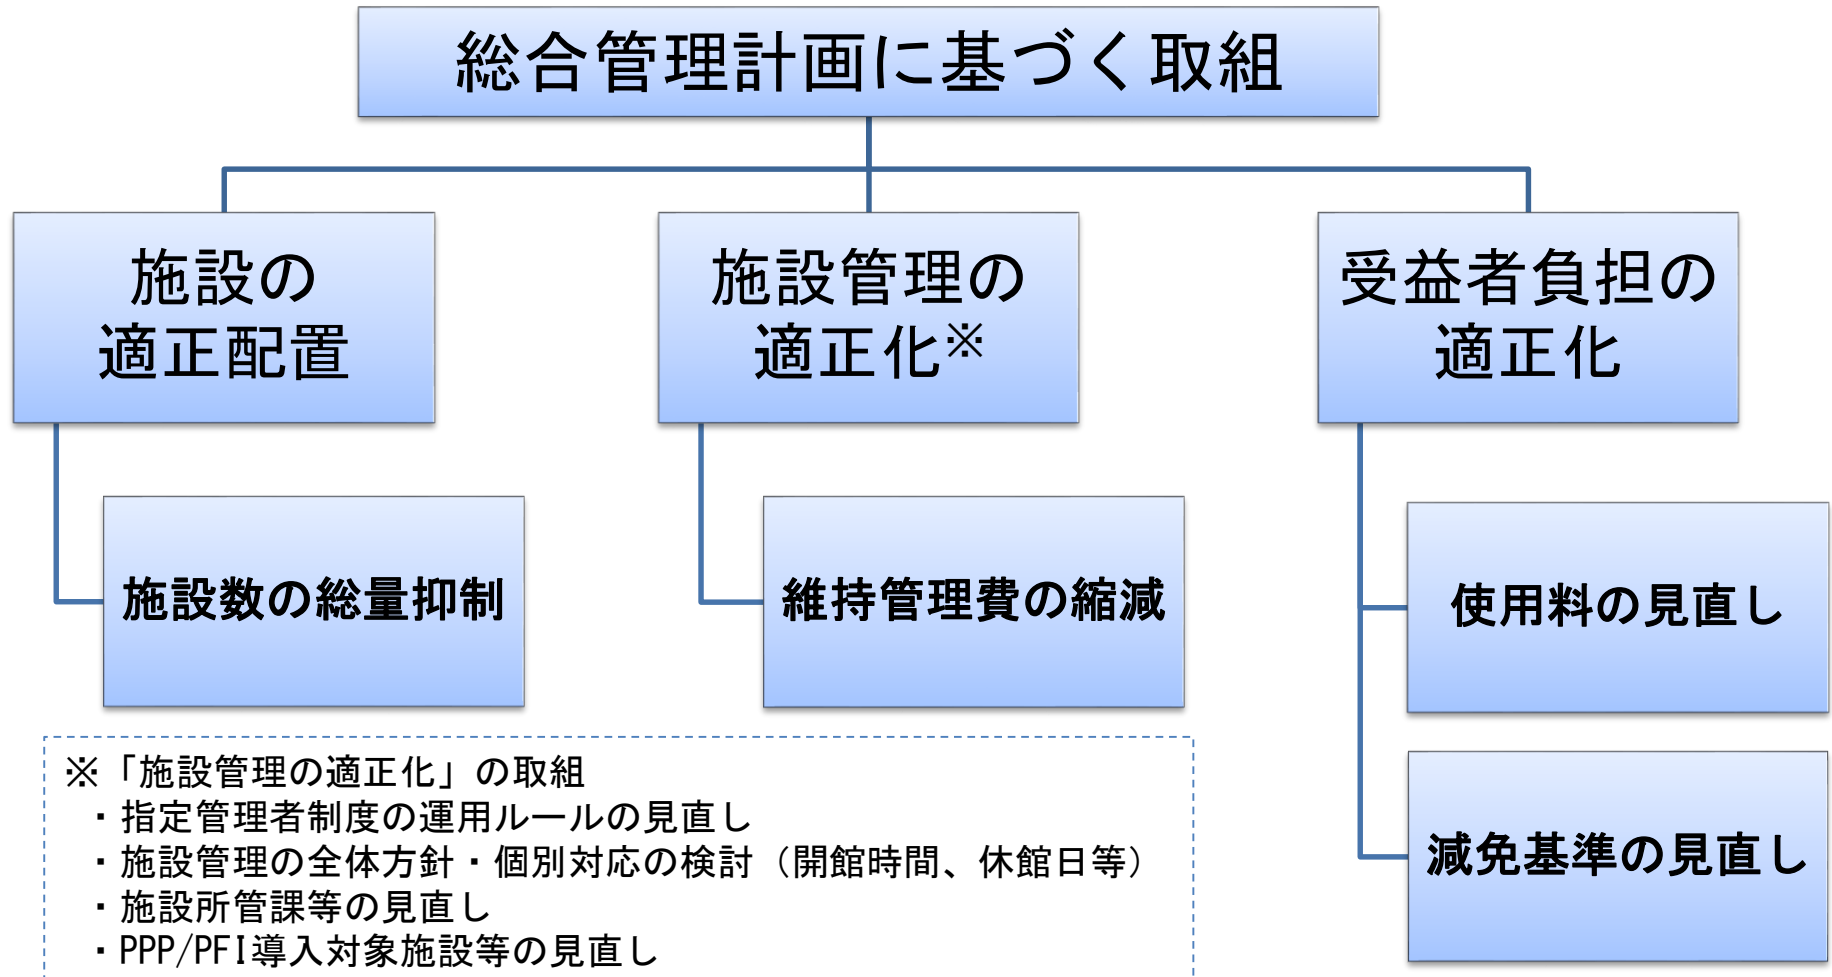 総合管理計画に基づく取組
施設の
適正配置
施設管理の
適正化※
受益者負担の
適正化
施設数の総量抑制
維持管理費の縮減
使用料の見直し
減免基準の見直し
※「施設管理の適正化」の取組
・指定管理者制度の運用ルールの見直し
・施設管理の全体方針・個別対応の検討（開館時間、休館日等）
・施設所管課等の見直し
・PPP/PFI導入対象施設等の見直し